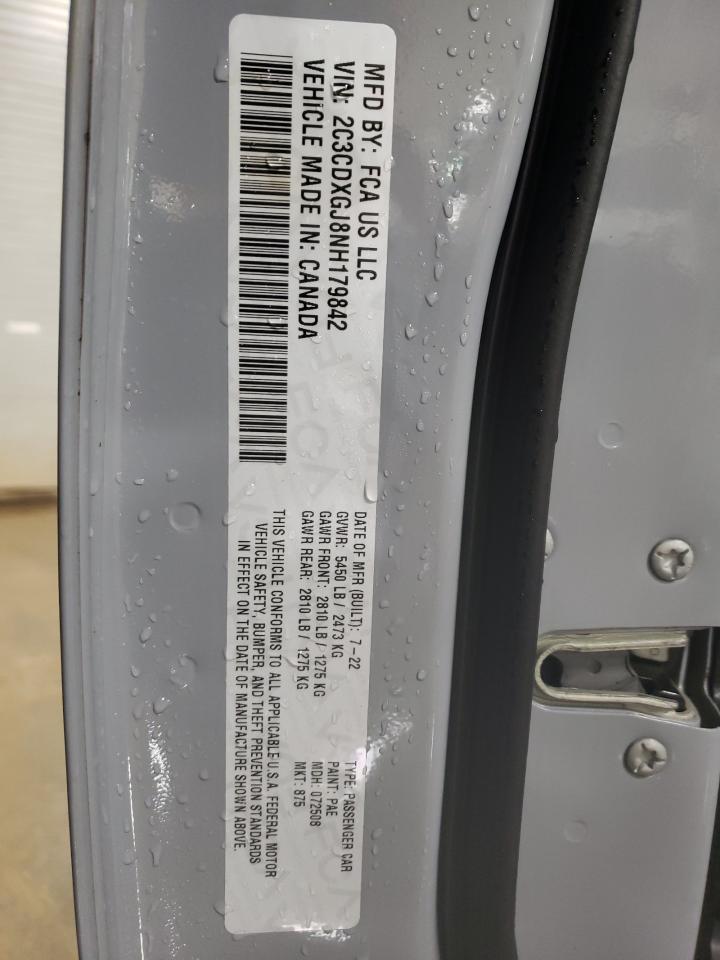 MFD BY: FCA US LLC
VIN: 2C3CDXGJ8NH179842
VEHICLE MADE IN: CANADA
DATE OF MFR (BUILT): 7-22
GVWR: 5450 LB / 2473 KG
GAWR FRONT: 2810 LB / 1275 KG
GAWR REAR: 2810 LB / 1275 KG
TYPE: PASSENGER CAR
PAINT: PAE
MDH: 072508
MKT: 875
THIS VEHICLE CONFORMS TO ALL APPLICABLE U.S.A. FEDERAL MOTOR
VEHICLE SAFETY, BUMPER, AND THEFT PREVENTION STANDARDS
IN EFFECT ON THE DATE OF MANUFACTURE SHOWN ABOVE.
FCA